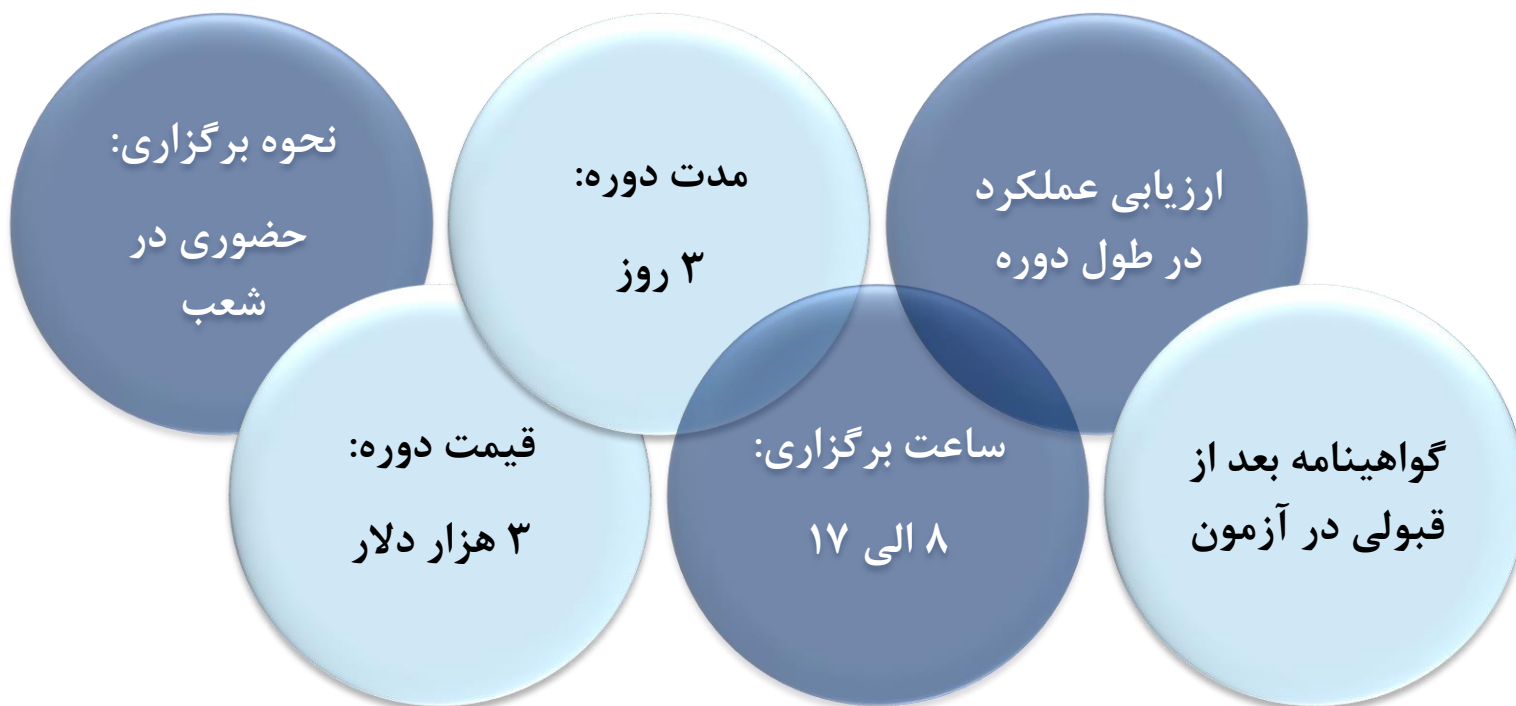 ارزیابی عملکرد
در طول دوره
مدت دوره:
۳ روز
نحوه برگزاری:
حضوری در
شعب
گواهینامه بعد از
قبولی در آزمون
ساعت برگزاری:
۸ الی ۱۷
قیمت دوره:
۳ هزار دلار